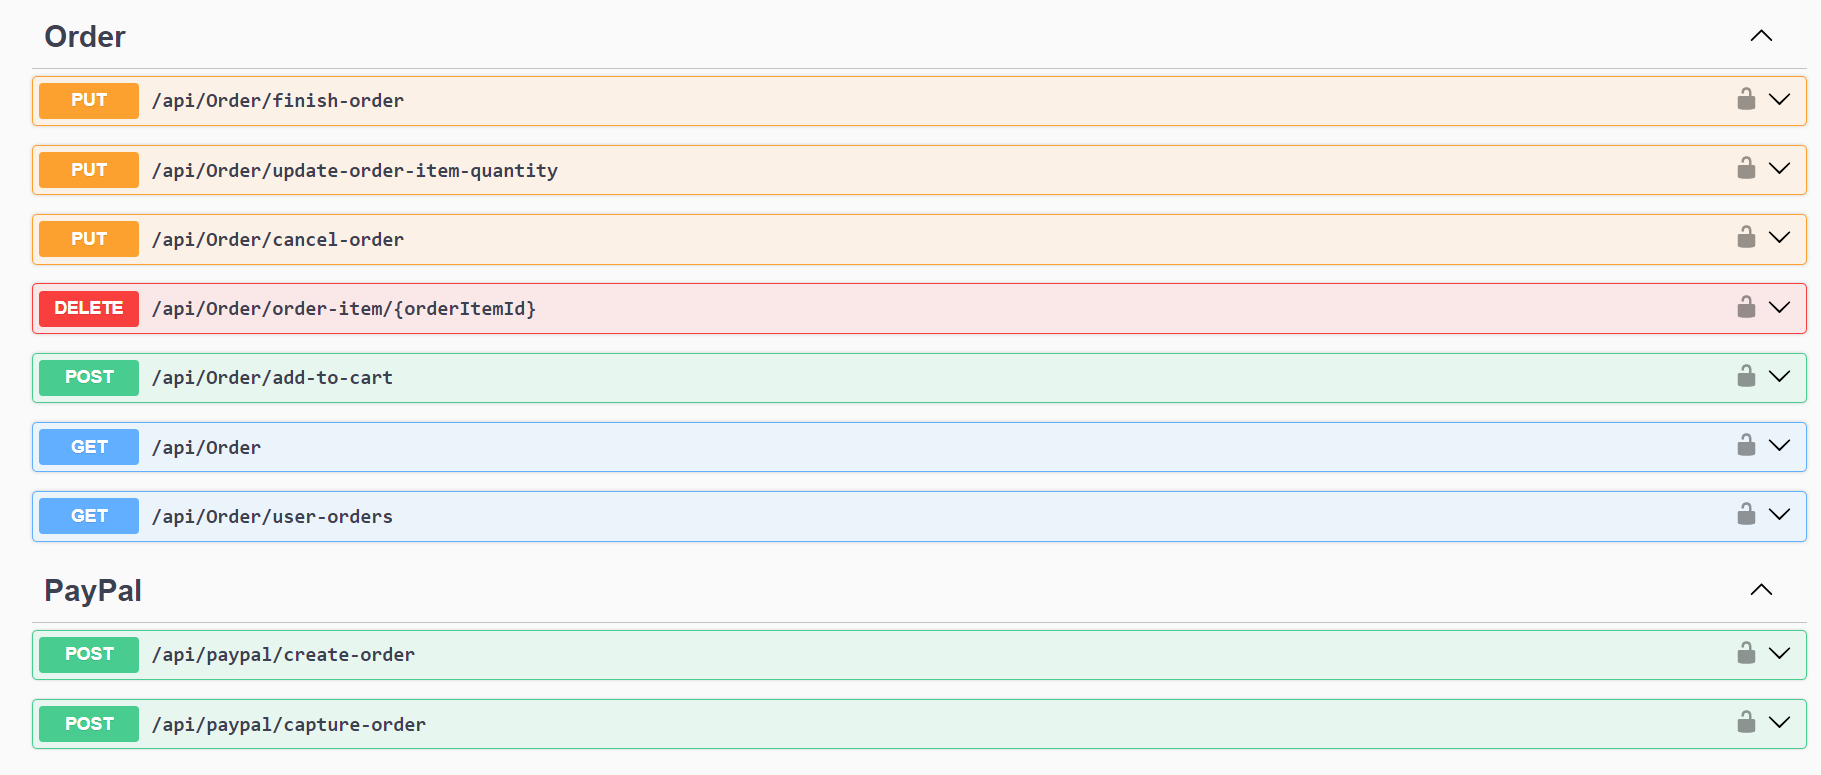 Order
PUT /api/Order/finish-order
PUT /api/Order/update-order-item-quantity
PUT /api/Order/cancel-order
DELETE /api/Order/order-item/{orderItemId}
POST /api/Order/add-to-cart
GET /api/Order
GET /api/Order/user-orders
PayPal
POST /api/paypal/create-order
POST /api/paypal/capture-order